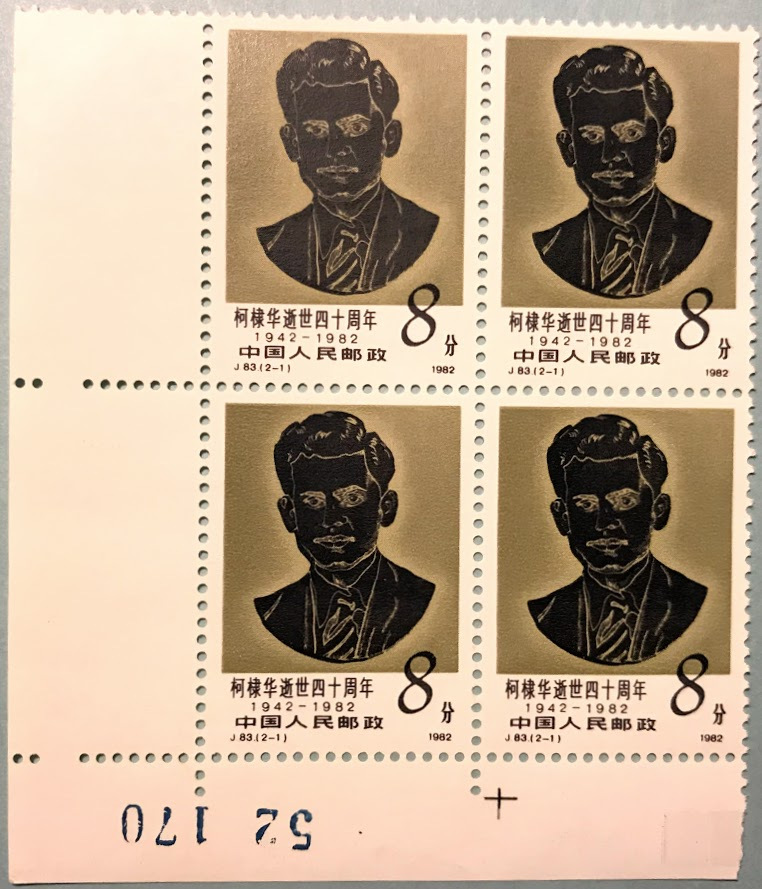 柯棣华逝世四十周年 8分
1942-1982
中国人民邮政
J 83.(2-1) 1982
柯棣华逝世四十周年 8分
1942-1982
中国人民邮政
J 83.(2-1) 1982
柯棣华逝世四十周年 8分
1942-1982
中国人民邮政
J 83.(2-1) 1982
柯棣华逝世四十周年 8分
1942-1982
中国人民邮政
J 83.(2-1) 1982
52 170